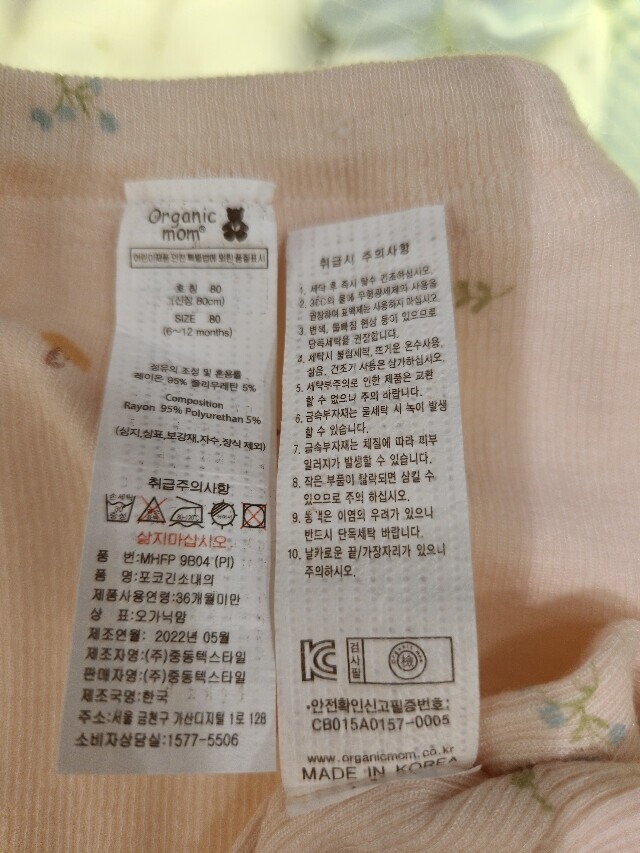 Organic
mom®
어린이제품 안전 특별법에 의한 품질표시
호칭 80
(신장 80cm)
SIZE 80
(6~12 months)
섬유의 조성 및 혼용률
레이온 95% 폴리우레탄 5%
Composition
Rayon 95% Polyurethan 5%
(심지,상표,보강재,자수,장식 제외)
취급주의사항
손세탁
30
중성
삶지마십시오
품 번:MHFP 9B04 (PI)
품 명:포코긴소내의
제품사용연령:36개월미만
상 표:오가닉맘
제조연월: 2022년 05월
제조자명:(주)중동텍스타일
판매자명:(주)중동텍스타일
제조국명:한국
주소:서울 금천구 가산디지털 1로 128
소비자상담실:1577-5506
취급시 주의사항
1. 세탁 후 즉시 탈수 건조하십시오.
2. 30℃의 물에 무형광세제의 사용을
권장하며 표백제는 사용하지 마십시오.
3. 변색, 물빠짐 현상 등이 있으므로
단독세탁을 권장합니다.
4. 세탁시 불림세탁, 뜨거운 온수사용,
삶음, 건조기 사용은 삼가하십시오.
5. 세탁부주의로 인한 제품은 교환
할 수 없으니 주의 바랍니다.
6. 금속부자재는 물세탁 시 녹이 발생
할 수 있습니다.
7. 금속부자재는 체질에 따라 피부
알러지가 발생할 수 있습니다.
8. 작은 부품이 탈락되면 삼킬 수
있으므로 주의 하십시오.
9. 동색은 이염의 우려가 있으니
반드시 단독세탁 바랍니다.
10. 날카로운 끝/가장자리가 있으니
주의하십시오.
검사필
檢
•안전확인신고필증번호:
CB015A0157-0005
www.organicmom.co.kr
MADE IN KOREA